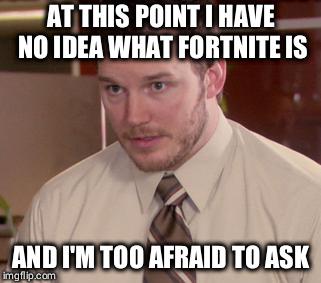 AT THIS POINT I HAVE
NO IDEA WHAT FORTNITE IS
AND I'M TOO AFRAID TO ASK
imgflip.com